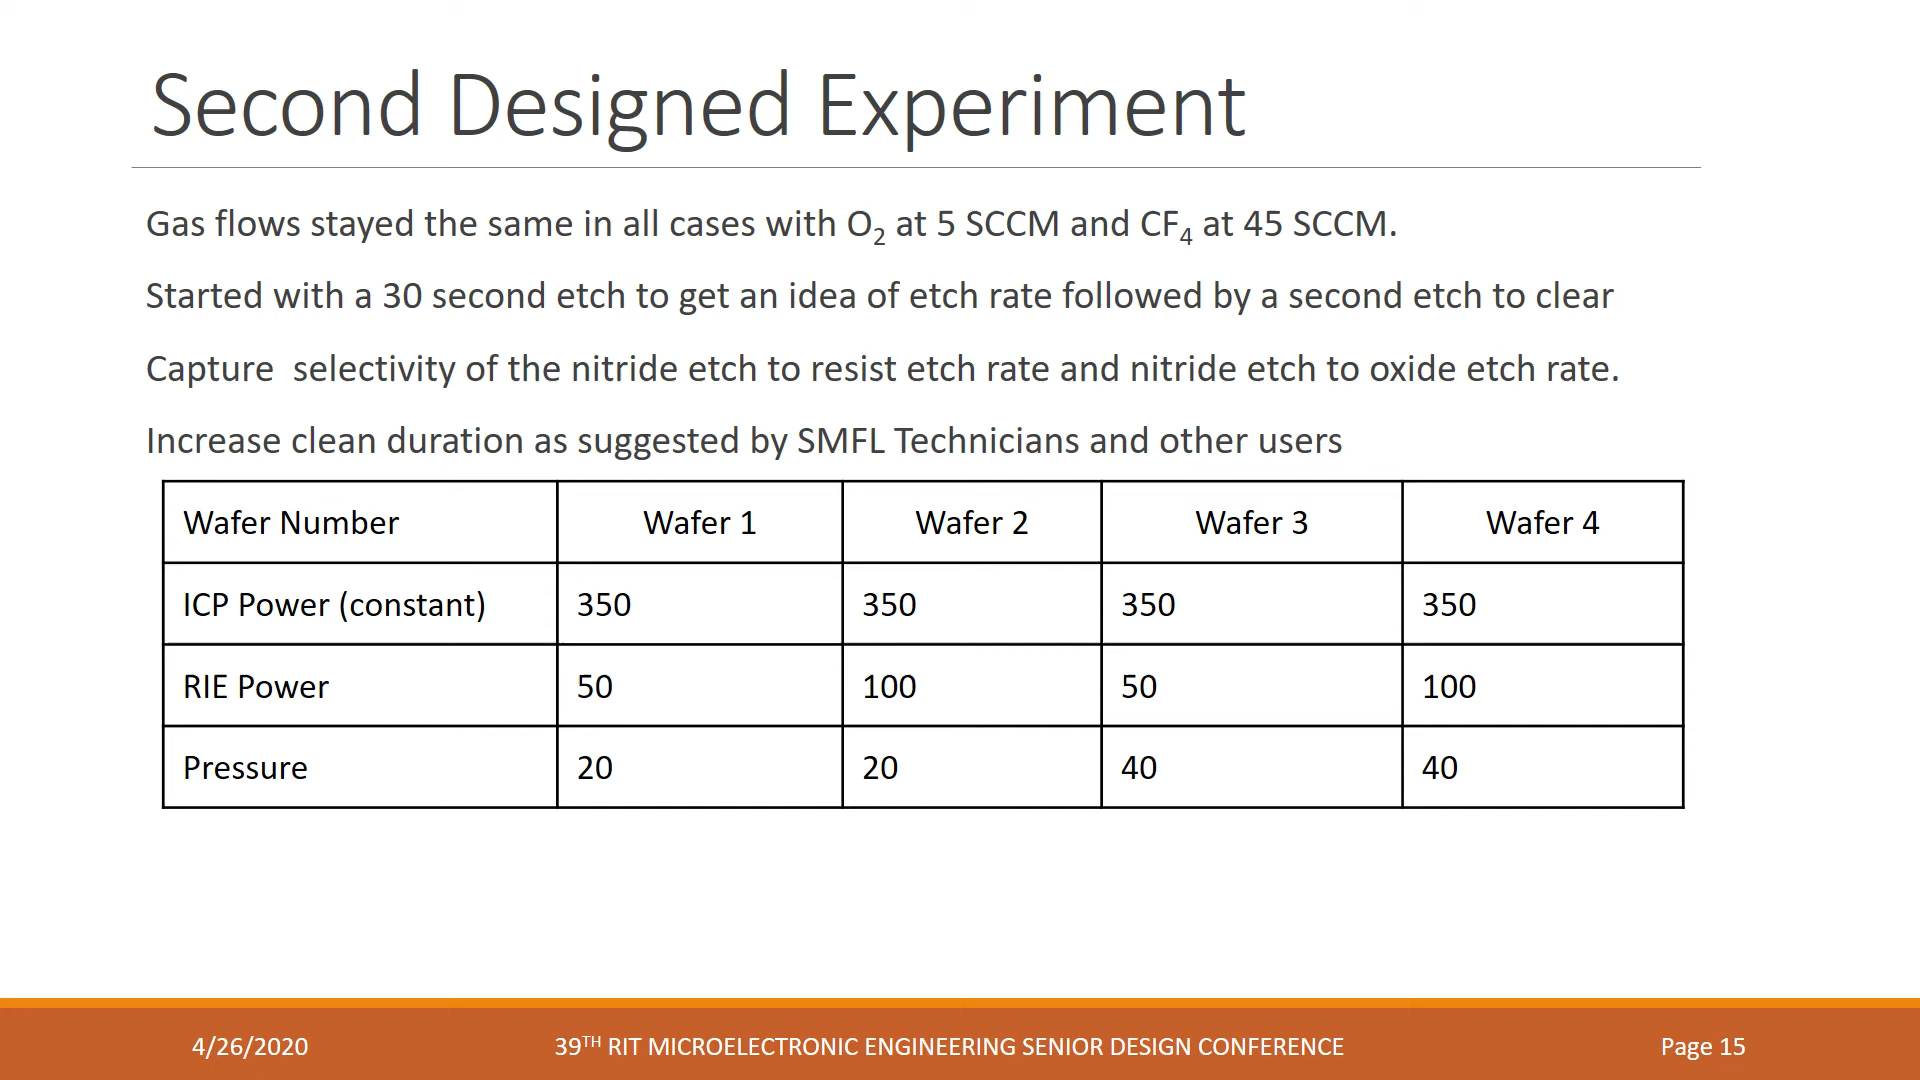 Second Designed Experiment
Gas flows stayed the same in all cases with O₂ at 5 SCCM and CF₄ at 45 SCCM.
Started with a 30 second etch to get an idea of etch rate followed by a second etch to clear
Capture  selectivity of the nitride etch to resist etch rate and nitride etch to oxide etch rate.
Increase clean duration as suggested by SMFL Technicians and other users
Wafer Number Wafer 1 Wafer 2 Wafer 3 Wafer 4
ICP Power (constant) 350 350 350 350
RIE Power 50 100 50 100
Pressure 20 20 40 40
4/26/2020 39TH RIT MICROELECTRONIC ENGINEERING SENIOR DESIGN CONFERENCE Page 15